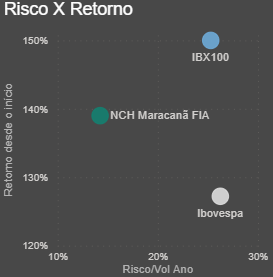 Risco X Retorno
Retorno desde o início
150%
IBX100
140%
NCH Maracanã FIA
130%
Ibovespa
120%
10%
20%
30%
Risco/Vol Ano